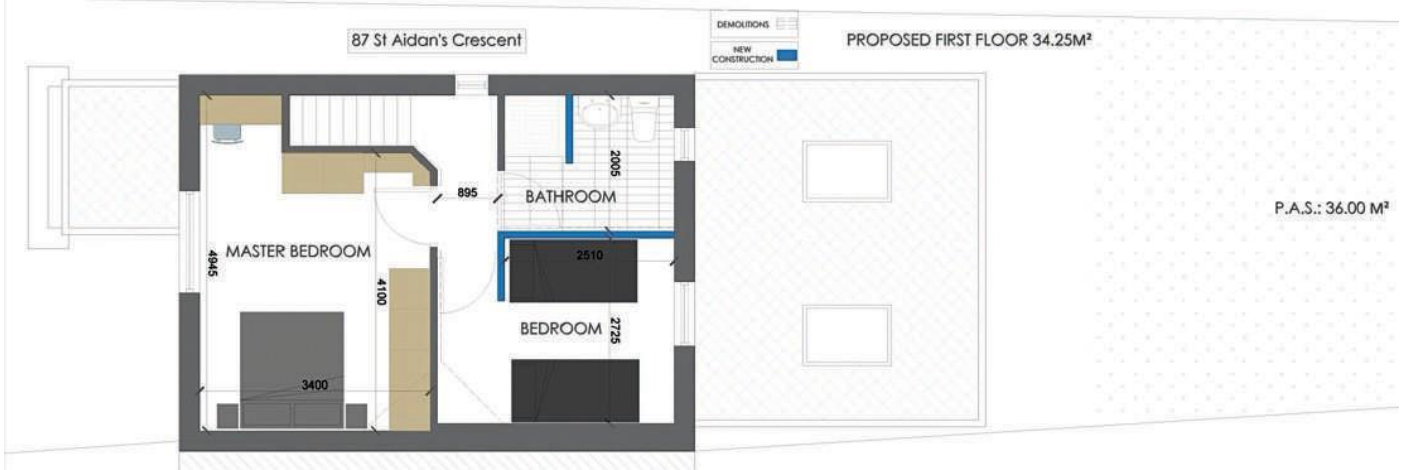 87 St Aidan's Crescent
DEMOLITIONS
NEW
CONSTRUCTION
PROPOSED FIRST FLOOR 34.25M²
2005
895
BATHROOM
P.A.S.: 36.00 M²
MASTER BEDROOM
4945
4100
2510
BEDROOM
2725
3400